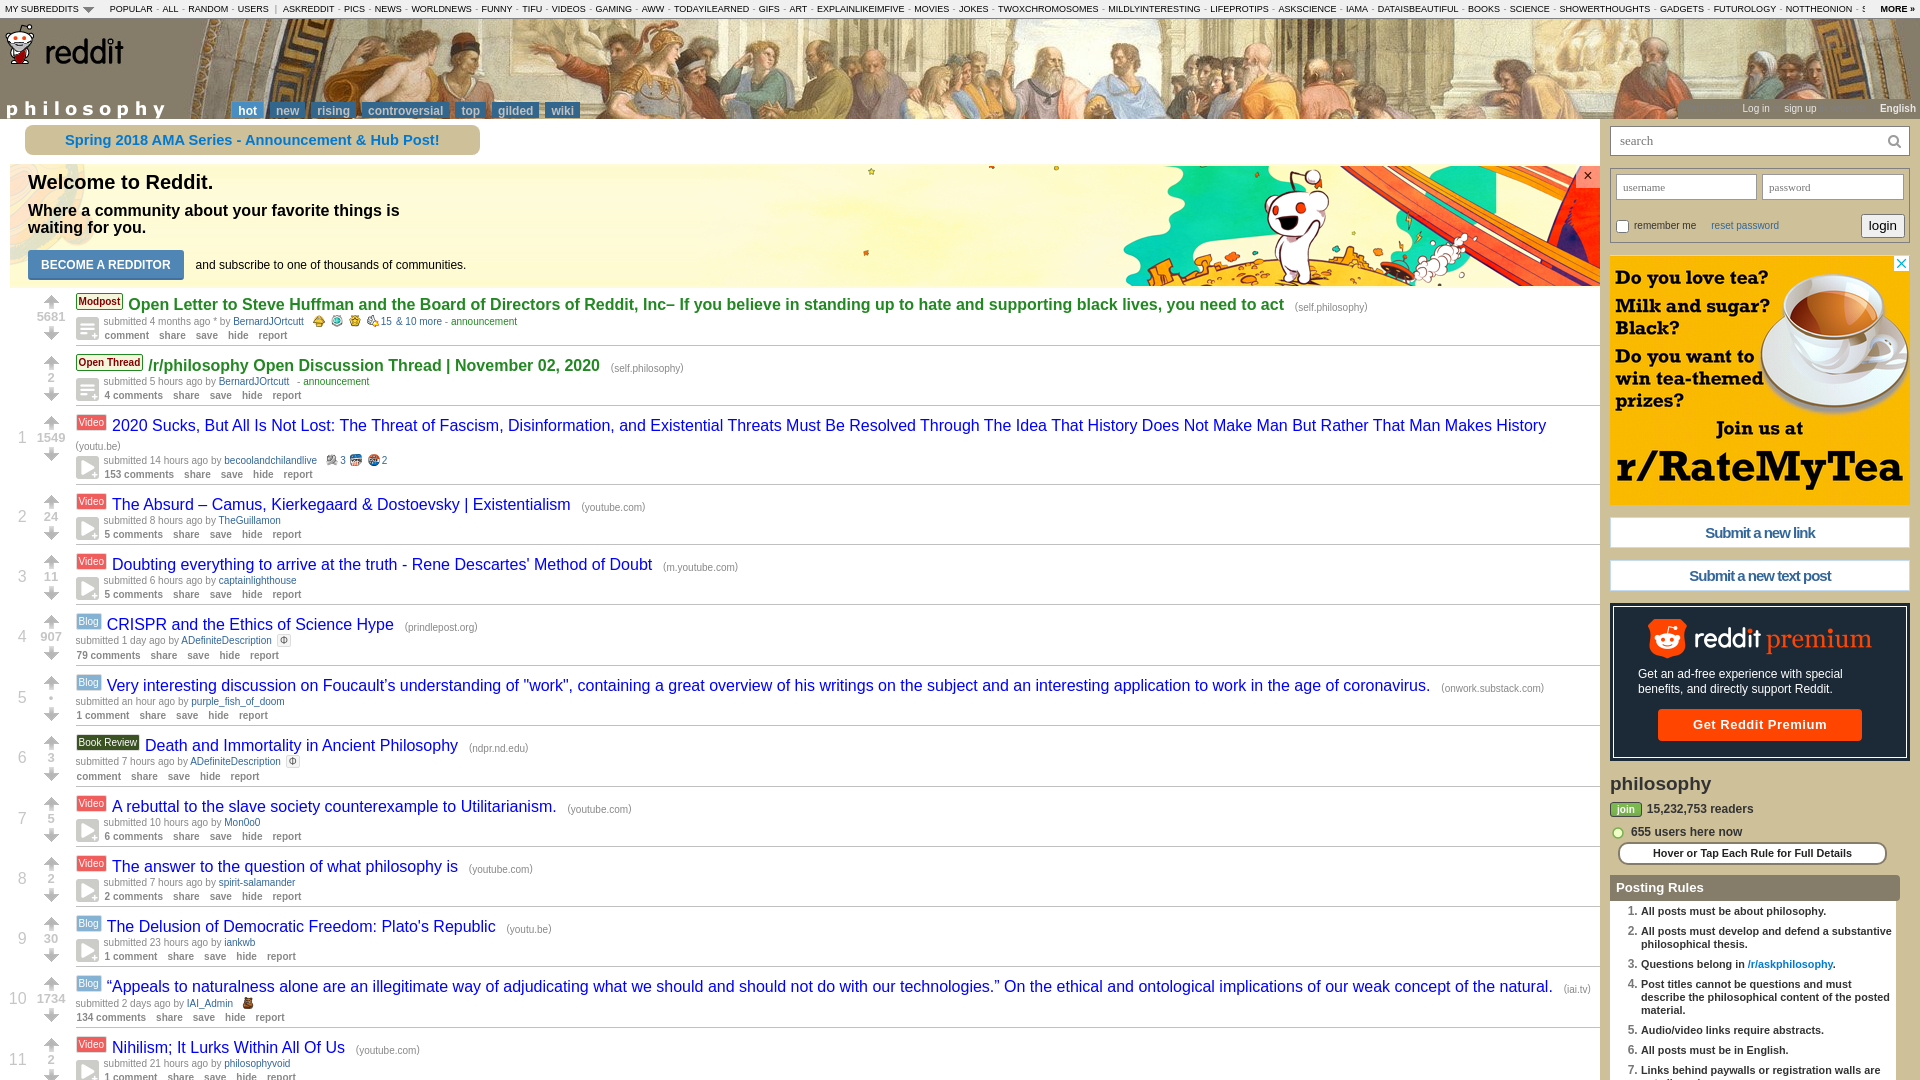 MY SUBREDDITS POPULAR - ALL - RANDOM - USERS | ASKREDDIT - PICS - NEWS - WORLDNEWS - FUNNY - TIFU - VIDEOS - GAMING - AWW - TODAYILEARNED - GIFS - ART - EXPLAINLIKEIMFIVE - MOVIES - JOKES - TWOXCHROMOSOMES - MILDLYINTERESTING - LIFEPROTIPS - ASKSCIENCE - IAMA - DATAISBEAUTIFUL - BOOKS - SCIENCE - SHOWERTHOUGHTS - GADGETS - FUTUROLOGY - NOTTHEONION - MORE »
reddit
philosophy hot new rising controversial top gilded wiki Log in sign up English
Spring 2018 AMA Series - Announcement & Hub Post!
Welcome to Reddit.
Where a community about your favorite things is
waiting for you.
BECOME A REDDITOR and subscribe to one of thousands of communities.
×
5681
Modpost Open Letter to Steve Huffman and the Board of Directors of Reddit, Inc– If you believe in standing up to hate and supporting black lives, you need to act (self.philosophy)
submitted 4 months ago * by BernardJOrtcutt 15 & 10 more - announcement
comment share save hide report
2
Open Thread /r/philosophy Open Discussion Thread | November 02, 2020 (self.philosophy)
submitted 5 hours ago by BernardJOrtcutt - announcement
4 comments share save hide report
1 1549
Video 2020 Sucks, But All Is Not Lost: The Threat of Fascism, Disinformation, and Existential Threats Must Be Resolved Through The Idea That History Does Not Make Man But Rather That Man Makes History
(youtu.be)
submitted 14 hours ago by becoolandchilandlive 3 2
153 comments share save hide report
2 24
Video The Absurd – Camus, Kierkegaard & Dostoevsky | Existentialism (youtube.com)
submitted 8 hours ago by TheGuillamon
5 comments share save hide report
3 11
Video Doubting everything to arrive at the truth - Rene Descartes' Method of Doubt (m.youtube.com)
submitted 6 hours ago by captainlighthouse
5 comments share save hide report
4 907
Blog CRISPR and the Ethics of Science Hype (prindlepost.org)
submitted 1 day ago by ADefiniteDescription Φ
79 comments share save hide report
5 •
Blog Very interesting discussion on Foucault’s understanding of "work", containing a great overview of his writings on the subject and an interesting application to work in the age of coronavirus. (onwork.substack.com)
submitted an hour ago by purple_fish_of_doom
1 comment share save hide report
6 3
Book Review Death and Immortality in Ancient Philosophy (ndpr.nd.edu)
submitted 7 hours ago by ADefiniteDescription Φ
comment share save hide report
7 5
Video A rebuttal to the slave society counterexample to Utilitarianism. (youtube.com)
submitted 10 hours ago by Mon0o0
6 comments share save hide report
8 2
Video The answer to the question of what philosophy is (youtube.com)
submitted 7 hours ago by spirit-salamander
2 comments share save hide report
9 30
Blog The Delusion of Democratic Freedom: Plato's Republic (youtu.be)
submitted 23 hours ago by iankwb
1 comment share save hide report
10 1734
Blog “Appeals to naturalness alone are an illegitimate way of adjudicating what we should and should not do with our technologies.” On the ethical and ontological implications of our weak concept of the natural. (iai.tv)
submitted 2 days ago by IAI_Admin
134 comments share save hide report
11 2
Video Nihilism; It Lurks Within All Of Us (youtube.com)
submitted 21 hours ago by philosophyvoid
1 comment share save hide report
search
username password
remember me reset password login
Do you love tea?
Milk and sugar?
Black?
Do you want to
win tea-themed
prizes?
Join us at
r/RateMyTea
Submit a new link
Submit a new text post
reddit premium
Get an ad-free experience with special
benefits, and directly support Reddit.
Get Reddit Premium
philosophy
join 15,232,753 readers
655 users here now
Hover or Tap Each Rule for Full Details
Posting Rules
1. All posts must be about philosophy.
2. All posts must develop and defend a substantive
philosophical thesis.
3. Questions belong in /r/askphilosophy.
4. Post titles cannot be questions and must
describe the philosophical content of the posted
material.
5. Audio/video links require abstracts.
6. All posts must be in English.
7. Links behind paywalls or registration walls are